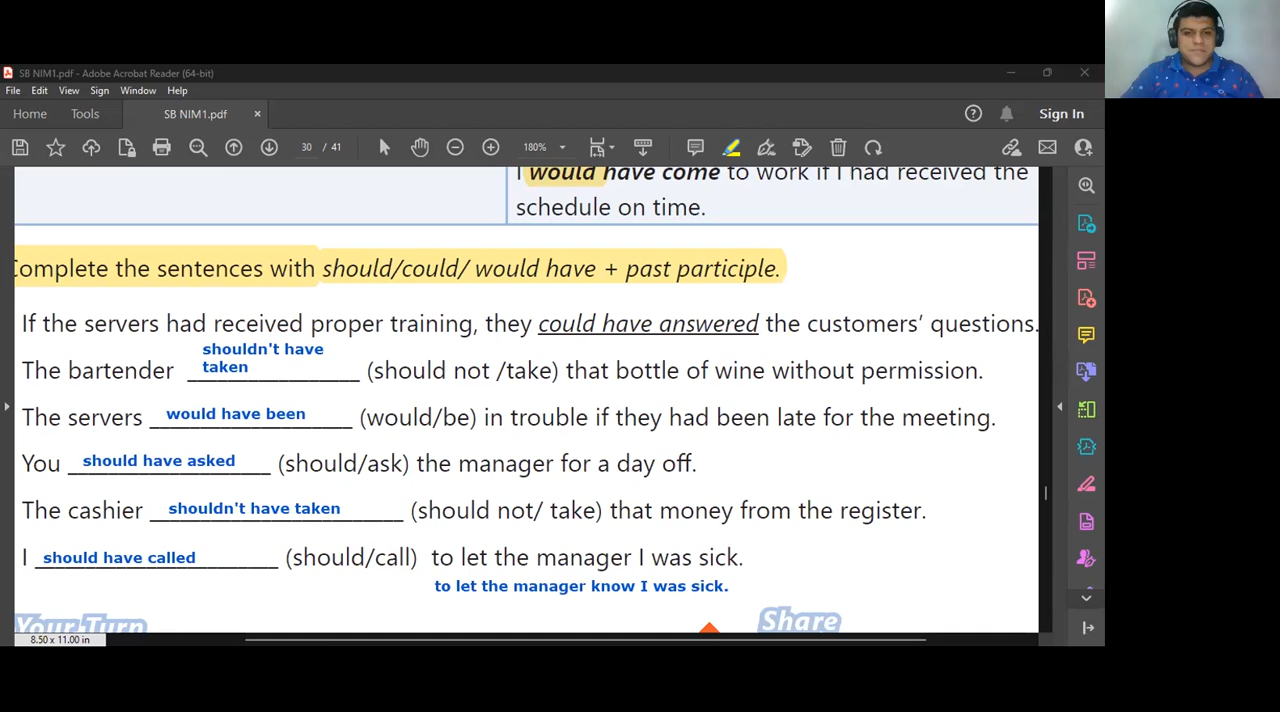 SB NIM1.pdf - Adobe Acrobat Reader (64-bit)
File Edit View Sign Window Help
Home Tools SB NIM1.pdf × Sign In
30 / 41 180%
I would have come to work if I had received the
schedule on time.
Complete the sentences with should/could/ would have + past participle.
If the servers had received proper training, they could have answered the customers’ questions.
shouldn't have
taken
The bartender ________________ (should not /take) that bottle of wine without permission.
The servers would have been (would/be) in trouble if they had been late for the meeting.
You should have asked (should/ask) the manager for a day off.
The cashier shouldn't have taken (should not/ take) that money from the register.
I should have called (should/call) to let the manager I was sick.
to let the manager know I was sick.
Your Turn Share
8.50 x 11.00 in